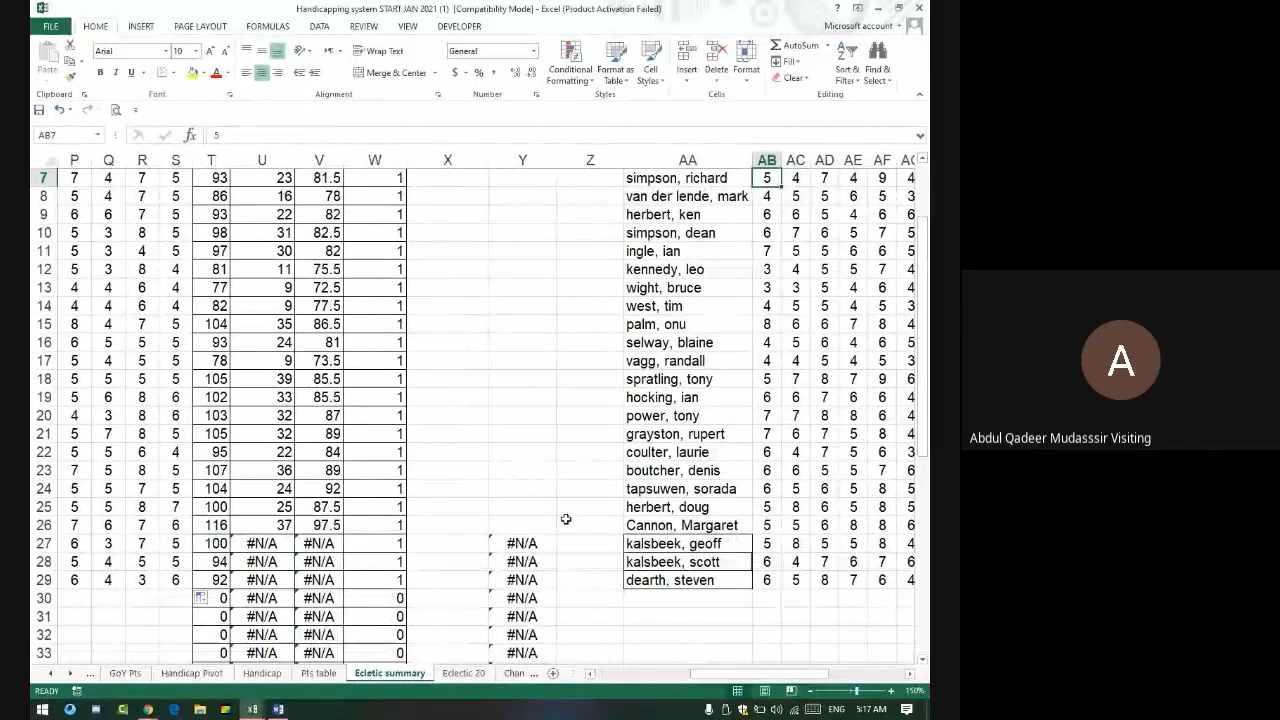 Handicapping system START JAN 2021 (1) [Compatibility Mode] - Excel (Product Activation Failed)
FILE HOME INSERT PAGE LAYOUT FORMULAS DATA REVIEW VIEW DEVELOPER Microsoft account
Arial 10 Wrap Text General AutoSum
Paste Conditional Format as Cell Insert Delete Format Fill Sort & Find &
B I U Merge & Center $ % Formatting Table Styles Clear Filter Select
Clipboard Font Alignment Number Styles Cells Editing
AB7 fx 5
P Q R S T U V W X Y Z AA AB AC AD AE AF
7 7 4 7 5 93 23 81.5 1 simpson, richard 5 4 7 4 9 4
8 5 4 7 5 86 16 78 1 van der lende, mark 4 5 5 6 5 3
9 6 6 7 5 93 22 82 1 herbert, ken 6 6 5 4 6 6
10 5 3 8 5 98 31 82.5 1 simpson, dean 6 7 6 5 7 5
11 5 3 4 5 97 30 82 1 ingle, ian 7 5 5 6 6 5
12 5 3 8 4 81 11 75.5 1 kennedy, leo 3 4 5 5 7 4
13 4 4 6 4 77 9 72.5 1 wight, bruce 3 3 5 4 6 4
14 4 4 6 4 82 9 77.5 1 west, tim 4 5 5 4 5 3
15 8 4 7 5 104 35 86.5 1 palm, onu 8 6 6 7 8 4
16 6 5 5 5 93 24 81 1 selway, blaine 4 5 6 4 6 5
17 5 4 5 4 78 9 73.5 1 vagg, randall 4 4 5 4 5 3
18 5 5 5 5 105 39 85.5 1 spratling, tony 5 7 8 7 9 6
19 5 6 8 6 102 33 85.5 1 hocking, ian 6 6 7 6 6 4
20 4 3 8 6 103 32 87 1 power, tony 7 7 8 8 6 4
21 5 7 8 5 105 32 89 1 grayston, rupert 7 6 7 5 8 4
22 5 5 6 4 95 22 84 1 coulter, laurie 6 4 7 5 6 3
23 7 5 8 5 107 36 89 1 boutcher, denis 6 6 5 5 7 6
24 5 5 7 5 104 24 92 1 tapsuwen, sorada 6 5 6 5 8 5
25 5 5 8 7 100 25 87.5 1 herbert, doug 5 8 6 5 8 5
26 7 6 7 6 116 37 97.5 1 Cannon, Margaret 5 5 6 8 8 6
27 6 3 7 5 100 #N/A #N/A 1 #N/A kalsbeek, geoff 5 8 5 5 8 4
28 5 4 5 5 94 #N/A #N/A 1 #N/A kalsbeek, scott 6 4 7 6 7 6
29 6 4 3 6 92 #N/A #N/A 1 #N/A dearth, steven 6 5 8 7 6 4
30 0 #N/A #N/A 0 #N/A
31 0 #N/A #N/A 0 #N/A
32 0 #N/A #N/A 0 #N/A
33 0 #N/A #N/A 0 #N/A
... GoY Pts Handicap Pivot Handicap Pts table Ecletic summary Eclectic 20 Chan ...
READY 150%
ENG 5:17 AM
A
Abdul Qadeer Mudasssir Visiting